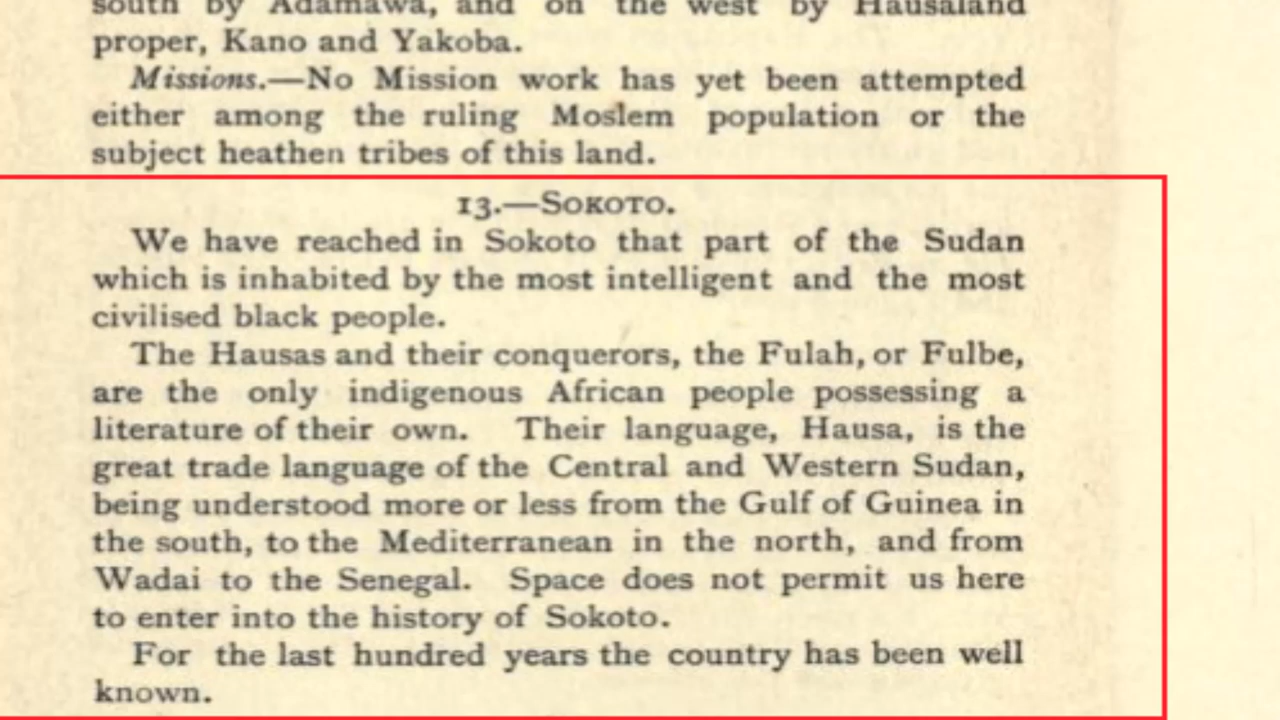 south by Adamawa, and on the west by Hausaland
proper, Kano and Yakoba.
Missions.—No Mission work has yet been attempted
either among the ruling Moslem population or the
subject heathen tribes of this land.
13.—SOKOTO.
We have reached in Sokoto that part of the Sudan
which is inhabited by the most intelligent and the most
civilised black people.
The Hausas and their conquerors, the Fulah, or Fulbe,
are the only indigenous African people possessing a
literature of their own. Their language, Hausa, is the
great trade language of the Central and Western Sudan,
being understood more or less from the Gulf of Guinea in
the south, to the Mediterranean in the north, and from
Wadai to the Senegal. Space does not permit us here
to enter into the history of Sokoto.
For the last hundred years the country has been well
known.